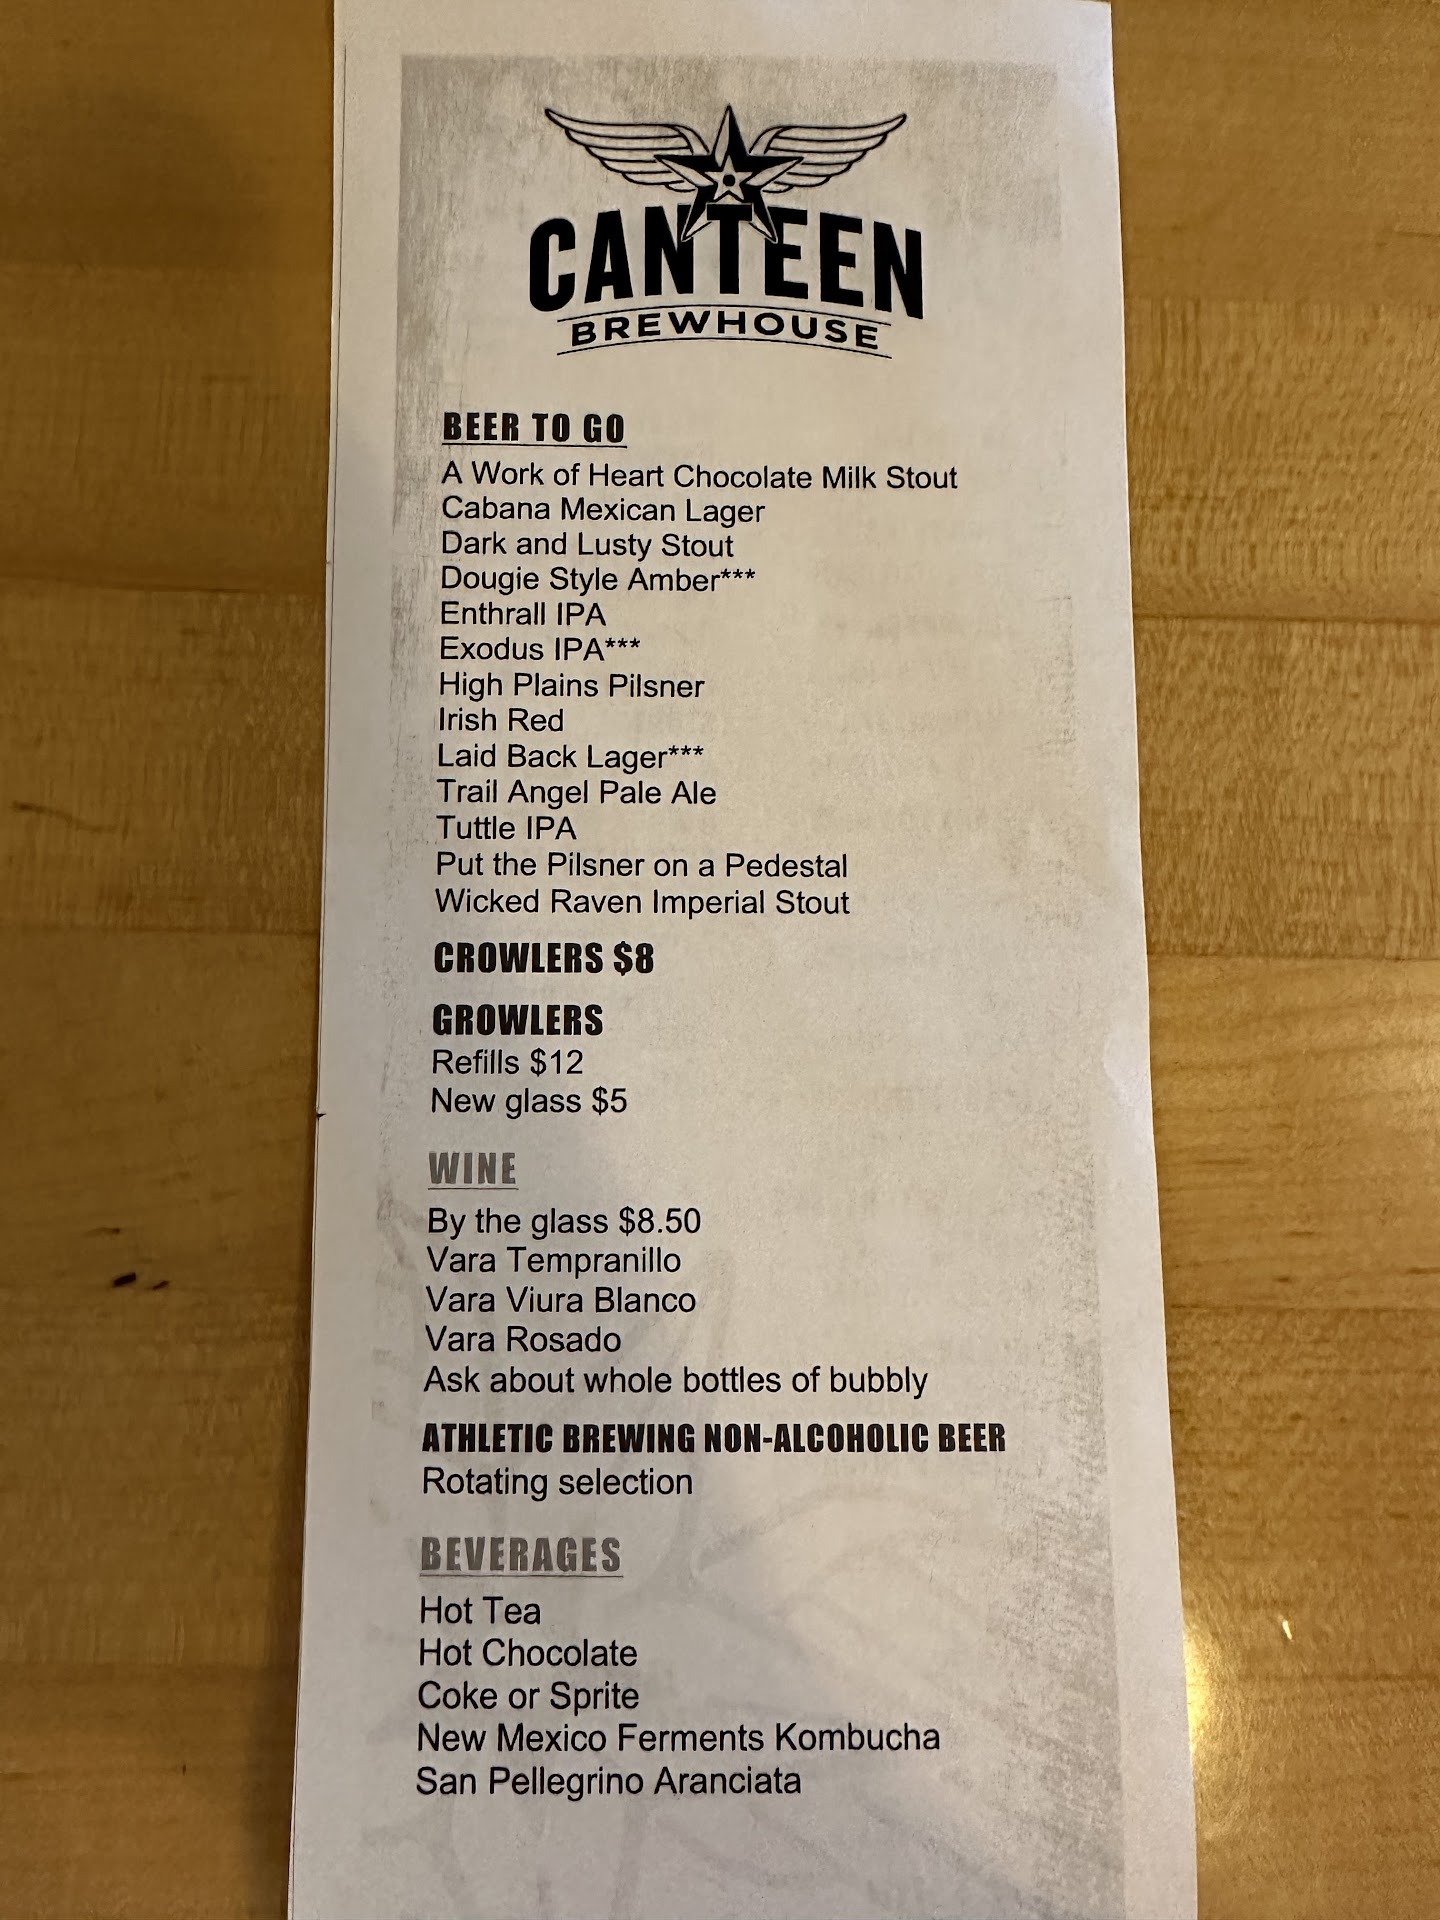 CANTEEN
BREWHOUSE
BEER TO GO
A Work of Heart Chocolate Milk Stout
Cabana Mexican Lager
Dark and Lusty Stout
Dougie Style Amber***
Enthrall IPA
Exodus IPA***
High Plains Pilsner
Irish Red
Laid Back Lager***
Trail Angel Pale Ale
Tuttle IPA
Put the Pilsner on a Pedestal
Wicked Raven Imperial Stout
CROWLERS $8
GROWLERS
Refills $12
New glass $5
WINE
By the glass $8.50
Vara Tempranillo
Vara Viura Blanco
Vara Rosado
Ask about whole bottles of bubbly
ATHLETIC BREWING NON-ALCOHOLIC BEER
Rotating selection
BEVERAGES
Hot Tea
Hot Chocolate
Coke or Sprite
New Mexico Ferments Kombucha
San Pellegrino Aranciata